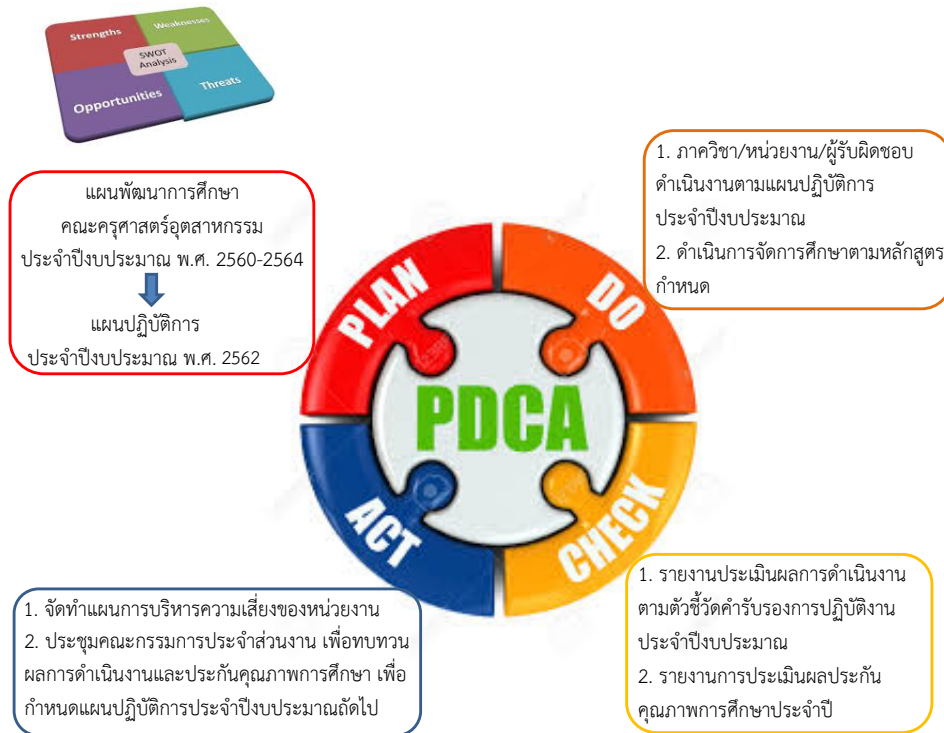 Strengths
Weaknesses
SWOT
Analysis
Opportunities
Threats
แผนพัฒนาการศึกษา
คณะครุศาสตร์อุตสาหกรรม
ประจำปีงบประมาณ พ.ศ. 2560-2564
แผนปฏิบัติการ
ประจำปีงบประมาณ พ.ศ. 2562
1. ภาควิชา/หน่วยงาน/ผู้รับผิดชอบ
ดำเนินงานตามแผนปฏิบัติการ
ประจำปีงบประมาณ
2. ดำเนินการจัดการศึกษาตามหลักสูตร
กำหนด
PLAN
DO
PDCA
ACT
CHECK
1. จัดทำแผนการบริหารความเสี่ยงของหน่วยงาน
2. ประชุมคณะกรรมการประจำส่วนงาน เพื่อทบทวน
ผลการดำเนินงานและประกันคุณภาพการศึกษา เพื่อ
กำหนดแผนปฏิบัติการประจำปีงบประมาณถัดไป
1. รายงานประเมินผลการดำเนินงาน
ตามตัวชี้วัดคำรับรองการปฏิบัติงาน
ประจำปีงบประมาณ
2. รายงานการประเมินผลประกัน
คุณภาพการศึกษาประจำปี